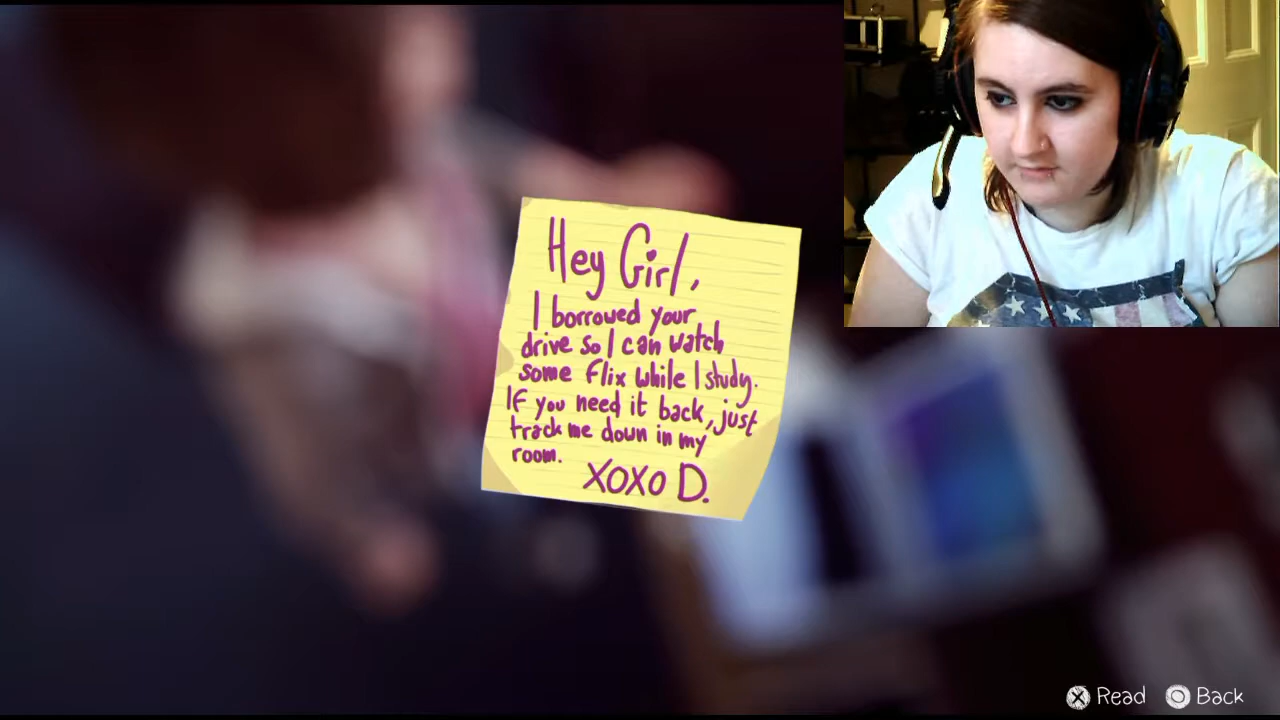 Hey Girl,
I borrowed your
drive so I can watch
some flix while I study.
If you need it back, just
track me down in my
room.
XOXO D.
Read Back